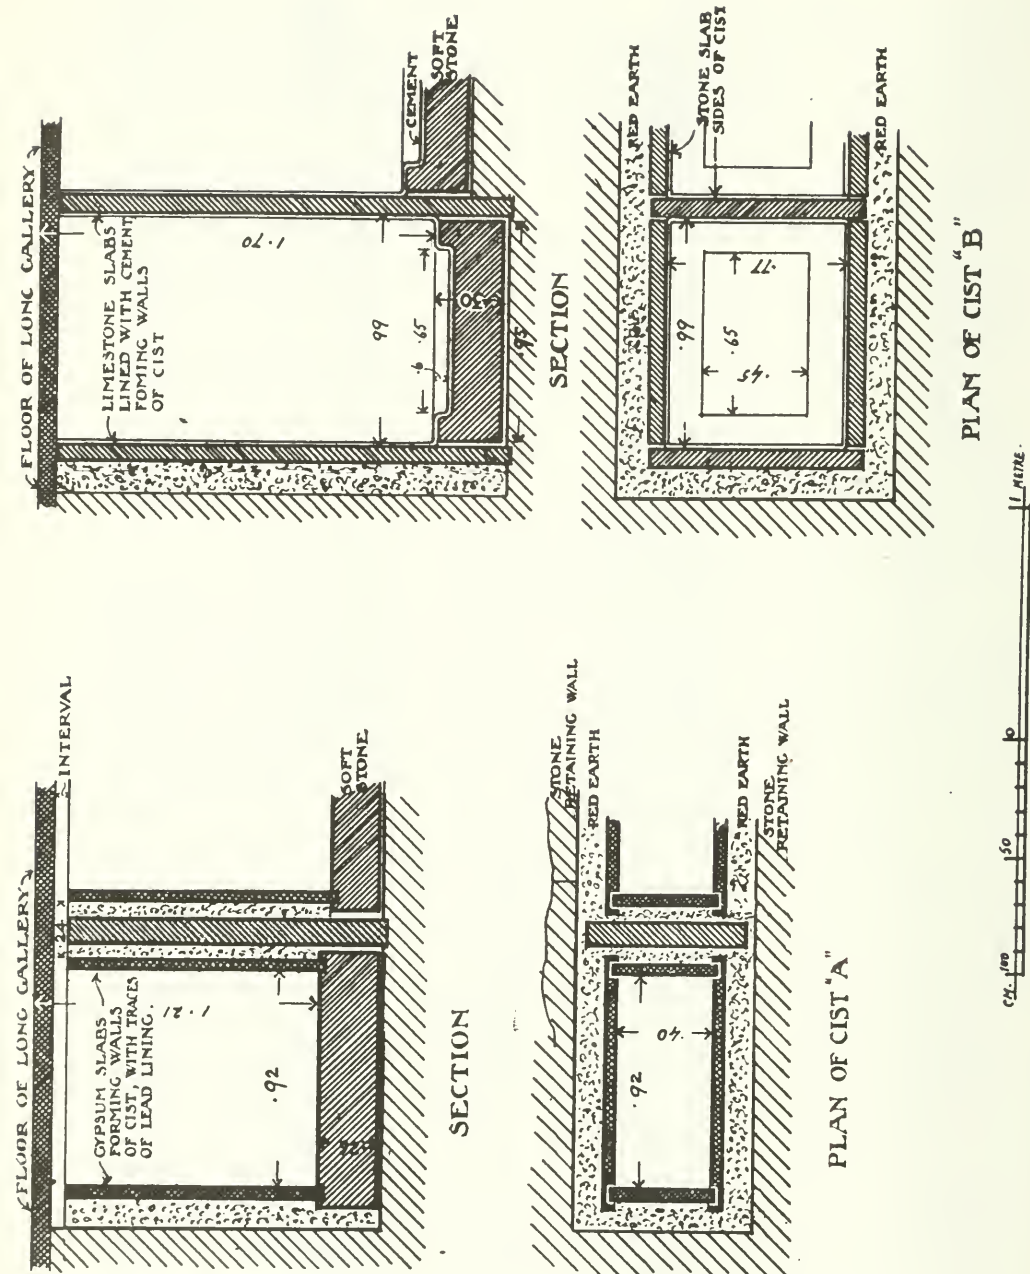 FLOOR OF LONG GALLERY
INTERVAL
GYPSUM SLABS
FORMING WALLS
OF CIST, WITH TRACES
OF LEAD LINING.
1·21
·92
SOFT
STONE
SECTION
STONE
RETAINING WALL
RED EARTH
·92
·40
RED EARTH
STONE
RETAINING WALL
PLAN OF CIST "A"
FLOOR OF LONG GALLERY
LIMESTONE SLABS
LINED WITH CEMENT
FOMING WALLS
OF CIST
1·70
CEMENT
SOFT
STONE
·99
·65
·6
·30
·95
SECTION
RED EARTH
STONE SLAB
SIDES OF CIST
·99
·77
·65
·45
RED EARTH
PLAN OF CIST "B"
CM. 100
50
0
1 METRE